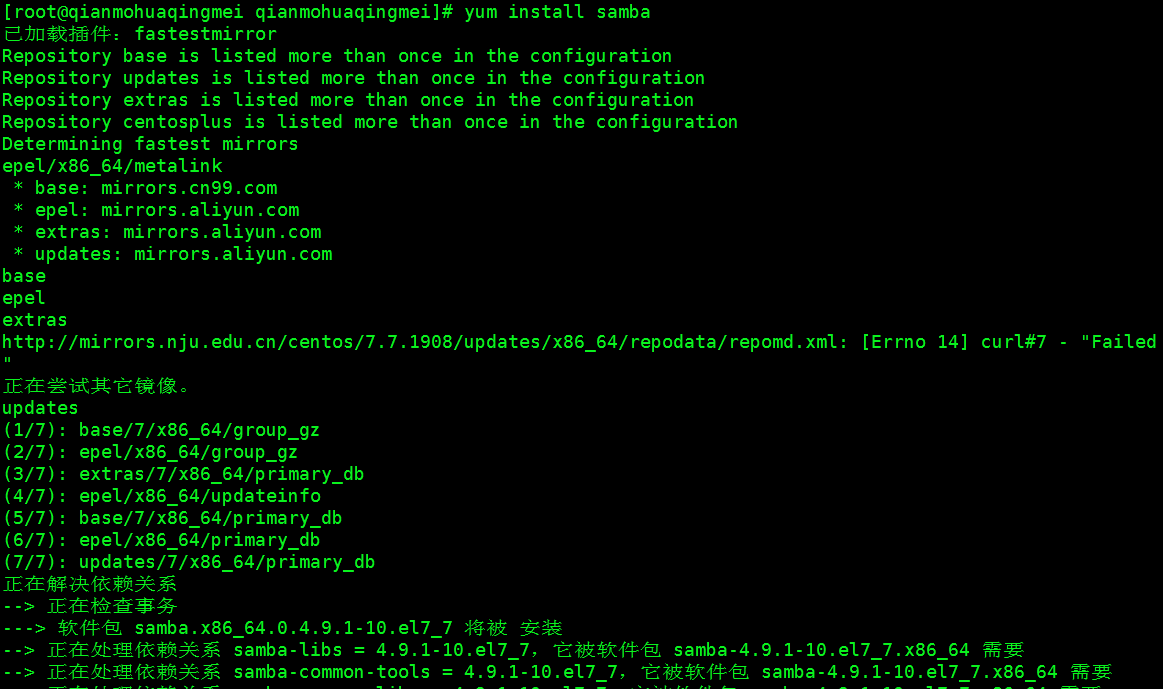 [root@qianmohuaqingmei qianmohuaqingmei]# yum install samba
已加载插件：fastestmirror
Repository base is listed more than once in the configuration
Repository updates is listed more than once in the configuration
Repository extras is listed more than once in the configuration
Repository centosplus is listed more than once in the configuration
Determining fastest mirrors
epel/x86_64/metalink
 * base: mirrors.cn99.com
 * epel: mirrors.aliyun.com
 * extras: mirrors.aliyun.com
 * updates: mirrors.aliyun.com
base
epel
extras
http://mirrors.nju.edu.cn/centos/7.7.1908/updates/x86_64/repodata/repomd.xml: [Errno 14] curl#7 - "Failed
"
正在尝试其它镜像。
updates
(1/7): base/7/x86_64/group_gz
(2/7): epel/x86_64/group_gz
(3/7): extras/7/x86_64/primary_db
(4/7): epel/x86_64/updateinfo
(5/7): base/7/x86_64/primary_db
(6/7): epel/x86_64/primary_db
(7/7): updates/7/x86_64/primary_db
正在解决依赖关系
--> 正在检查事务
---> 软件包 samba.x86_64.0.4.9.1-10.el7_7 将被 安装
--> 正在处理依赖关系 samba-libs = 4.9.1-10.el7_7，它被软件包 samba-4.9.1-10.el7_7.x86_64 需要
--> 正在处理依赖关系 samba-common-tools = 4.9.1-10.el7_7，它被软件包 samba-4.9.1-10.el7_7.x86_64 需要